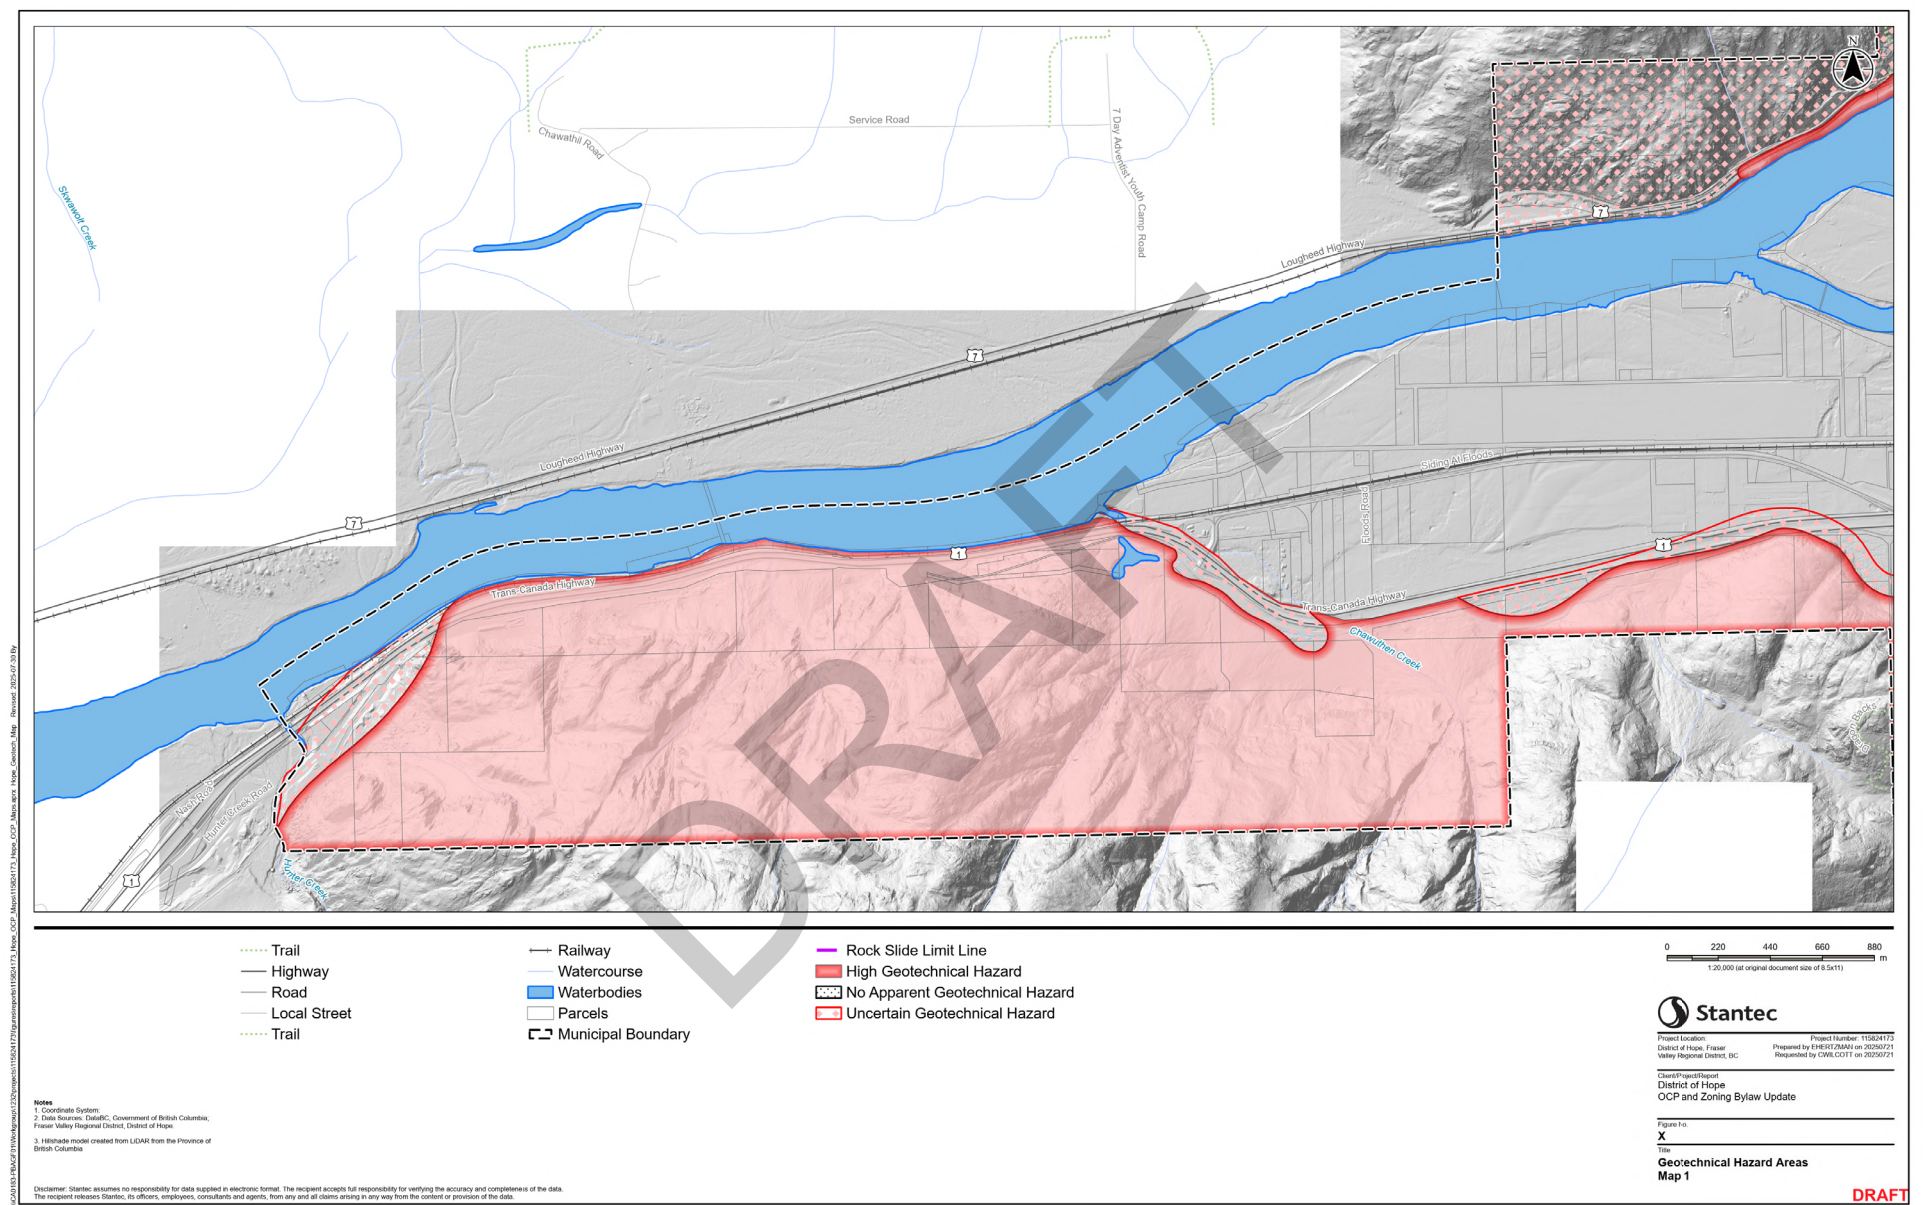 N
Service Road
Chawathil Road
7 Day Adventist Youth Camp Road
Skwawolt Creek
7
Lougheed Highway
7
Lougheed Highway
7
Siding At Floods
Floods Road
1
1
Trans-Canada Highway
Trans-Canada Highway
Chawuthen Creek
Nash Road
Hunter Creek Road
1
Hunter Creek
DRAFT
Trail
Highway
Road
Local Street
Trail
Railway
Watercourse
Waterbodies
Parcels
Municipal Boundary
Rock Slide Limit Line
High Geotechnical Hazard
No Apparent Geotechnical Hazard
Uncertain Geotechnical Hazard
0 220 440 660 880
m
1:20,000 (at original document size of 8.5x11)
Stantec
Project Location:
District of Hope, Fraser
Valley Regional District, BC
Project Number: 115824173
Prepared by EHERTZMAN on 20250721
Requested by CWILCOTT on 20250721
Client/Project/Report
District of Hope
OCP and Zoning Bylaw Update
Figure No.
X
Title
Geotechnical Hazard Areas
Map 1
DRAFT
Notes
1. Coordinate System:
2. Data Sources: DataBC, Government of British Columbia;
Fraser Valley Regional District, District of Hope.
3. Hillshade model created from LiDAR from the Province of
British Columbia
Disclaimer: Stantec assumes no responsibility for data supplied in electronic format. The recipient accepts full responsibility for verifying the accuracy and completeness of the data.
The recipient releases Stantec, its officers, employees, consultants and agents, from any and all claims arising in any way from the content or provision of the data.
Revised: 2025-07-30 By